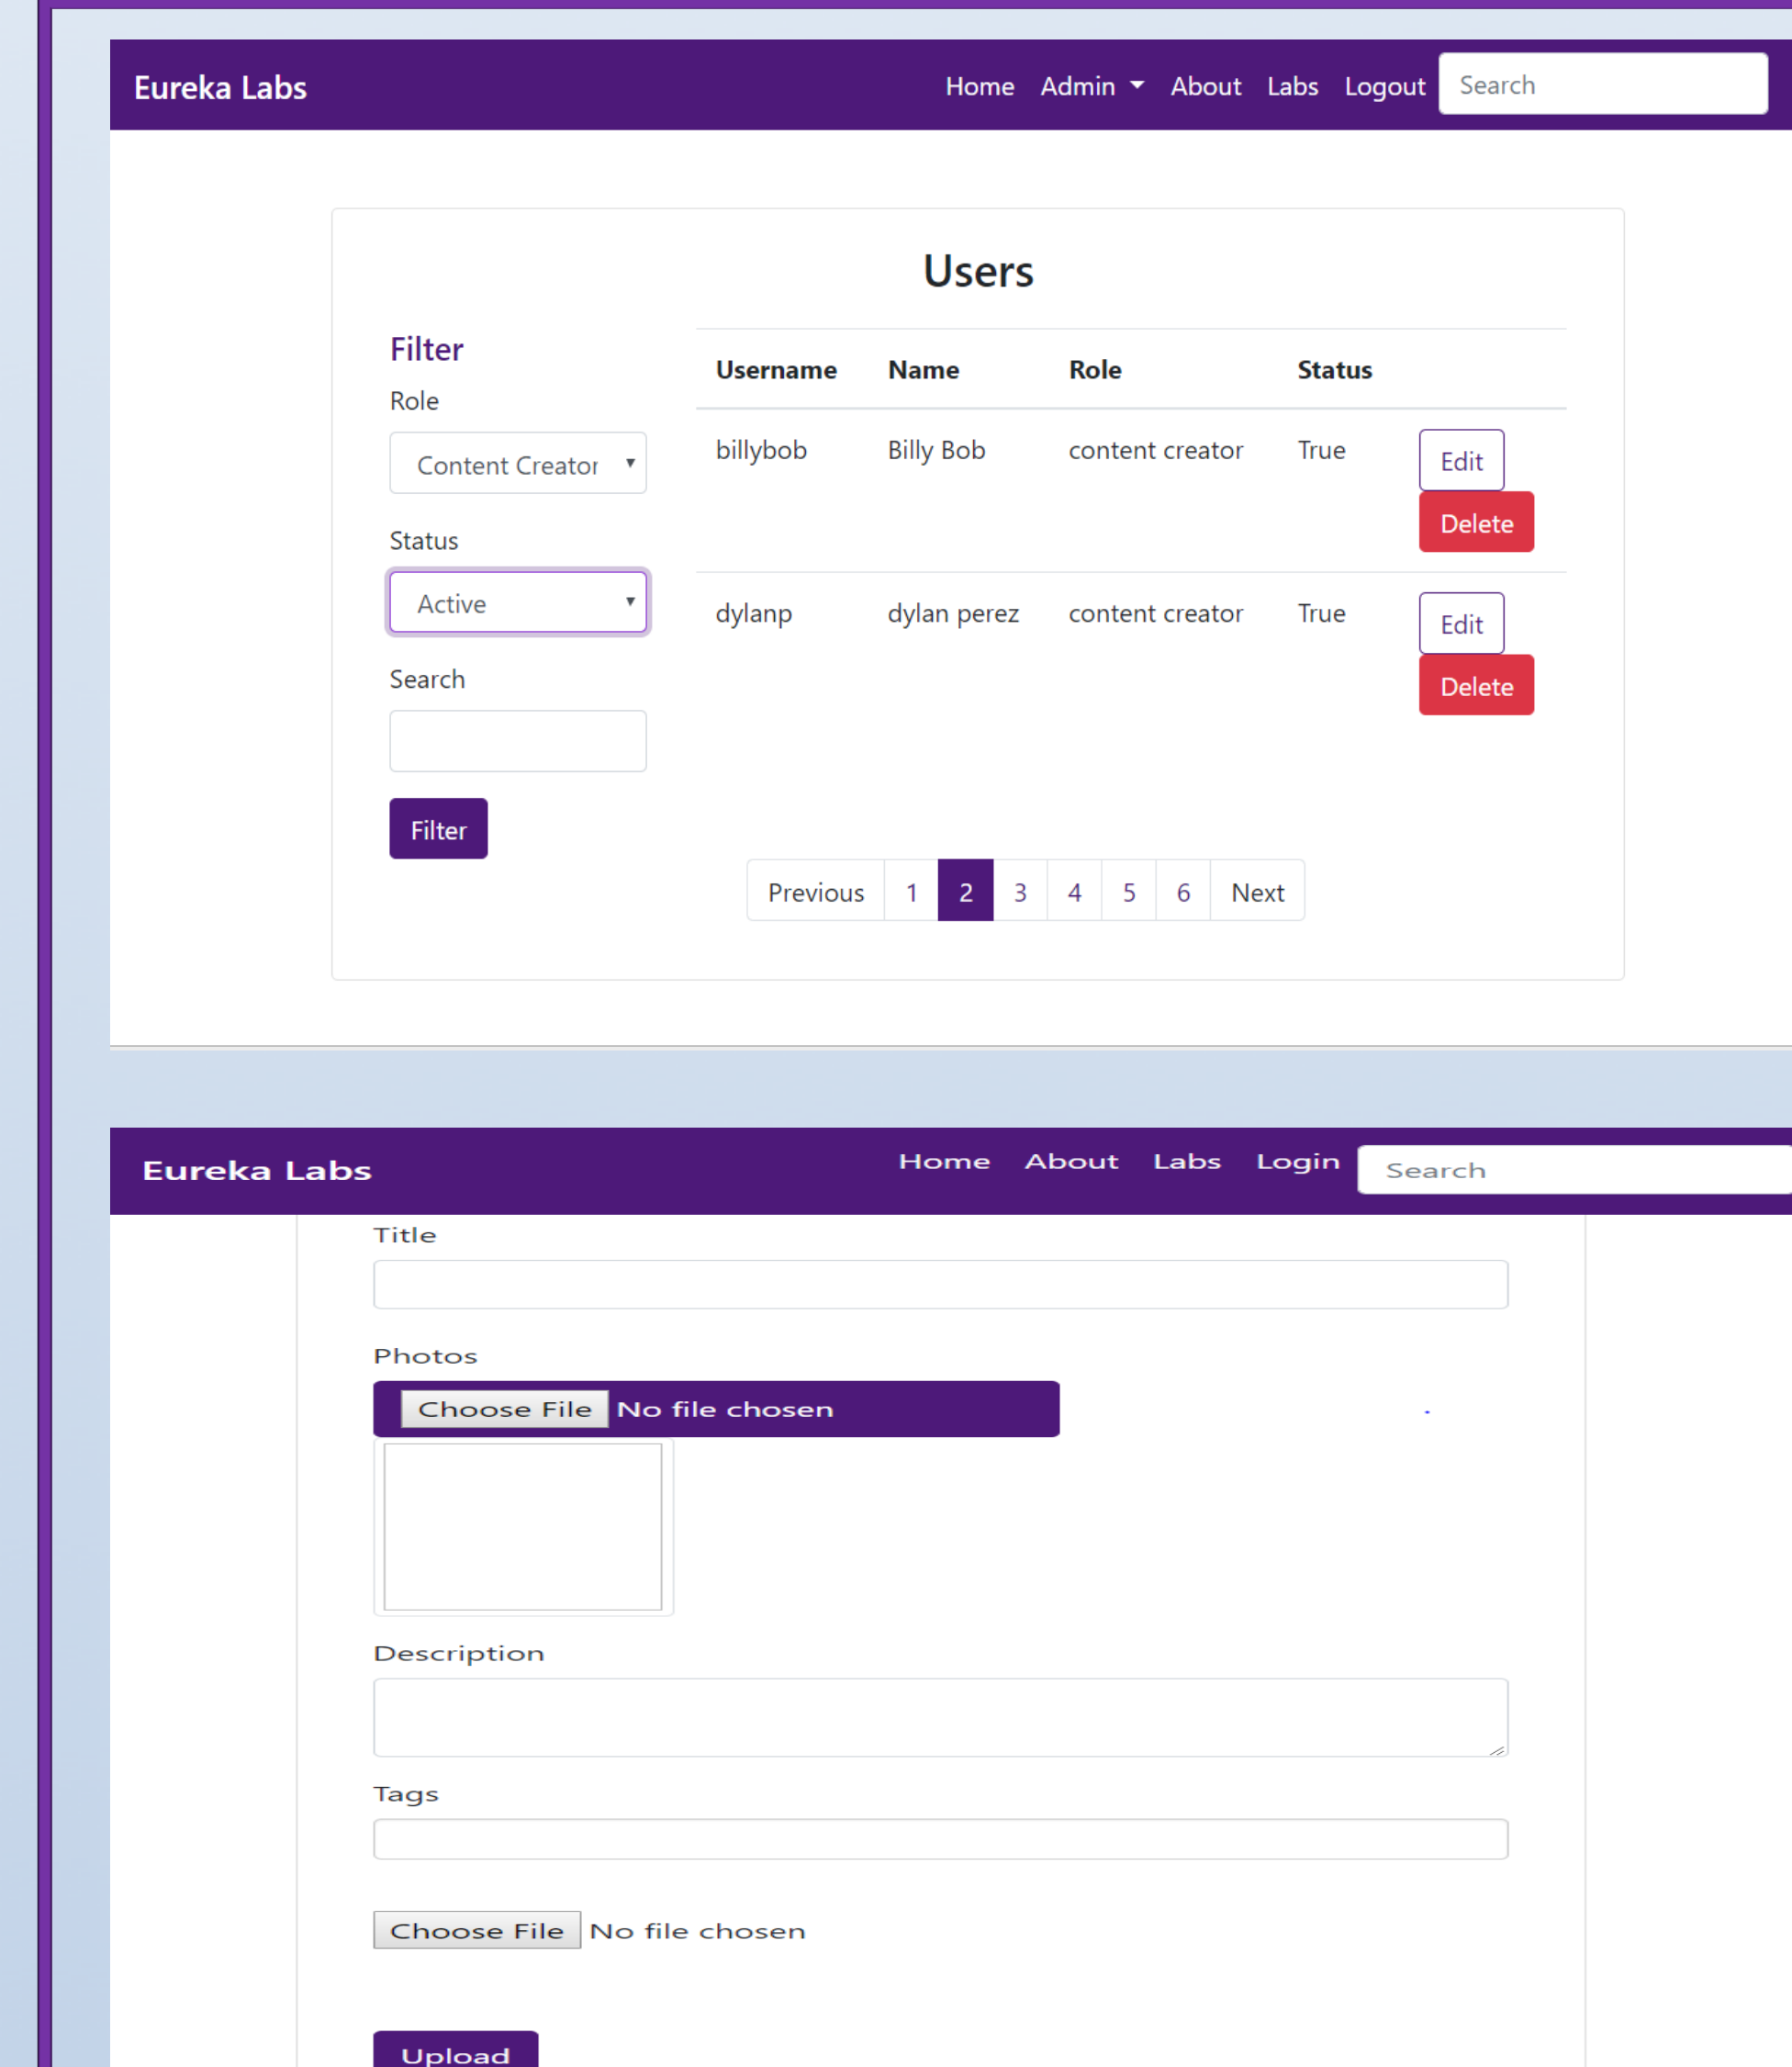 Eureka Labs Home Admin About Labs Logout Search
Users
Filter
Role
Content Creator
Status
Active
Search
Filter
Username Name Role Status
billybob Billy Bob content creator True Edit
Delete
dylanp dylan perez content creator True Edit
Delete
Previous 1 2 3 4 5 6 Next
Eureka Labs Home About Labs Login Search
Title
Photos
Choose File No file chosen
Description
Tags
Choose File No file chosen
Upload